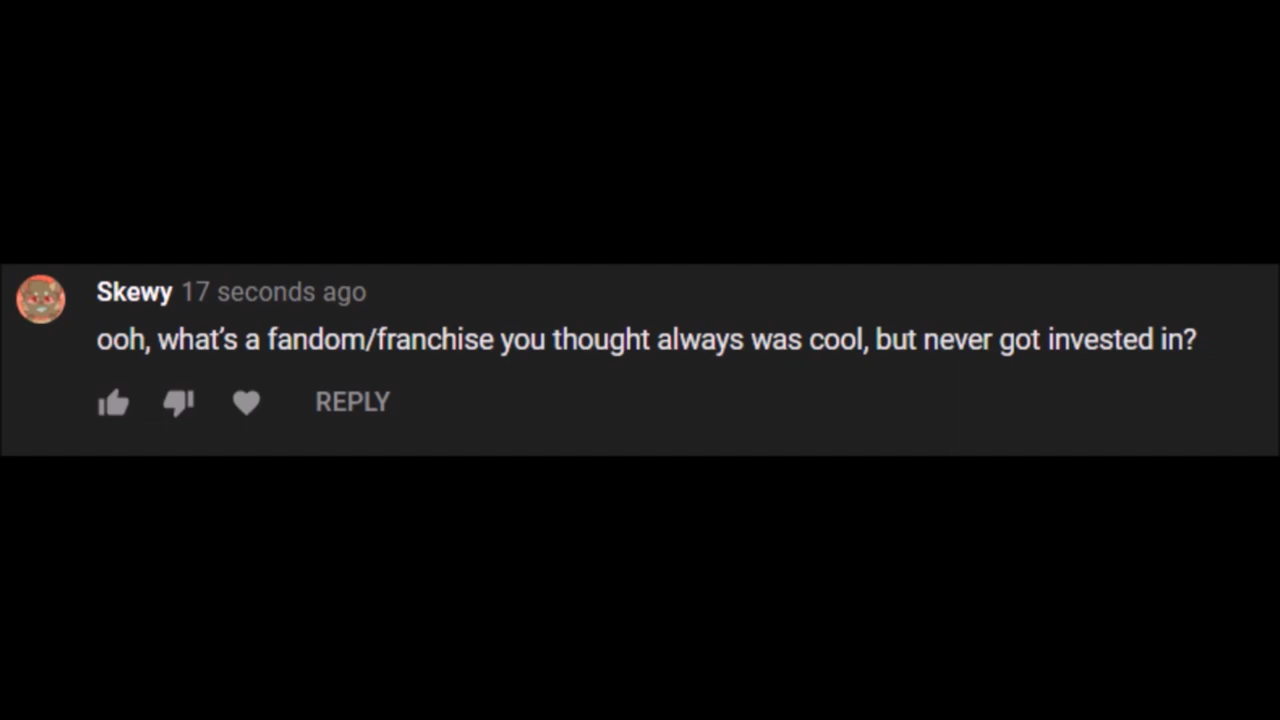 Skewy 17 seconds ago
ooh, what's a fandom/franchise you thought always was cool, but never got invested in?
REPLY